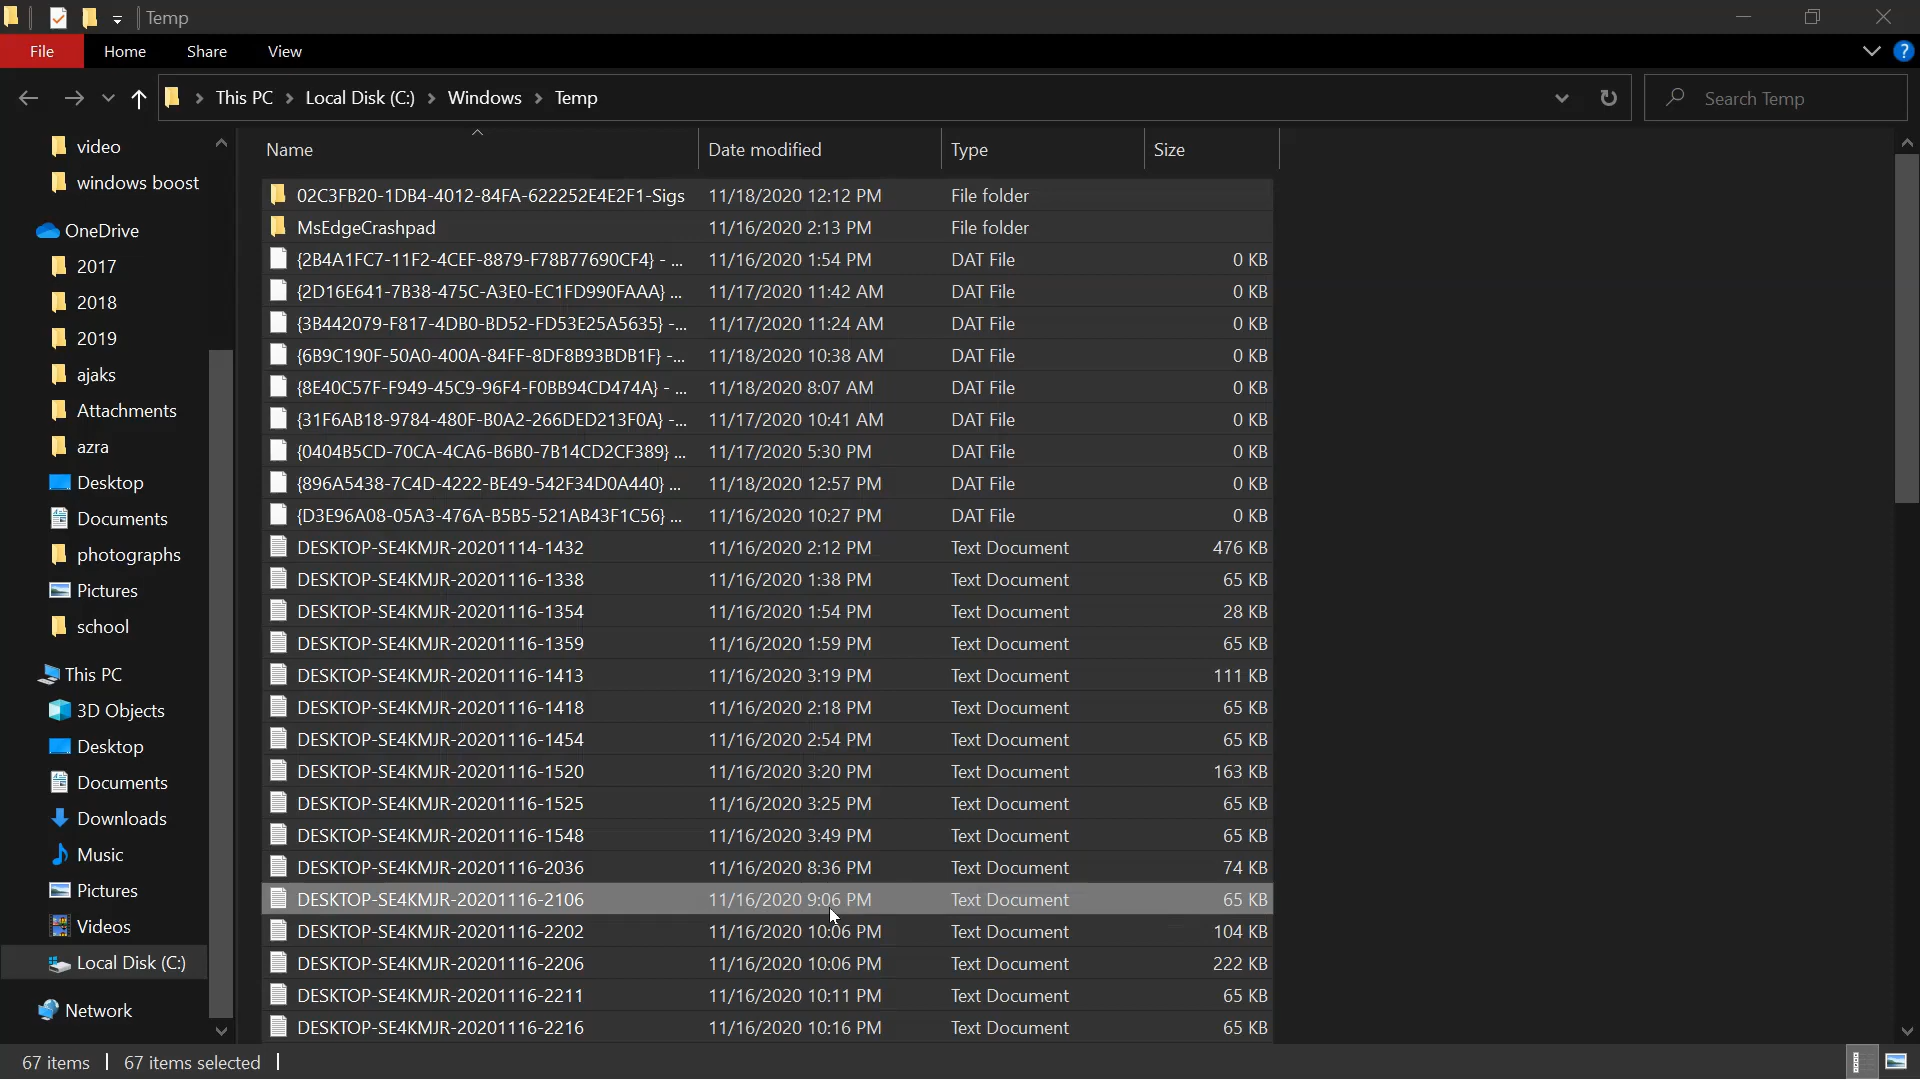 Temp
File Home Share View ?
This PC > Local Disk (C:) > Windows > Temp Search Temp
video
windows boost
OneDrive
2017
2018
2019
ajaks
Attachments
azra
Desktop
Documents
photographs
Pictures
school
This PC
3D Objects
Desktop
Documents
Downloads
Music
Pictures
Videos
Local Disk (C:)
Network
Name Date modified Type Size
02C3FB20-1DB4-4012-84FA-622252E4E2F1-Sigs 11/18/2020 12:12 PM File folder
MsEdgeCrashpad 11/16/2020 2:13 PM File folder
{2B4A1FC7-11F2-4CEF-8879-F78B77690CF4} - ... 11/16/2020 1:54 PM DAT File 0 KB
{2D16E641-7B38-475C-A3E0-EC1FD990FAAA} ... 11/17/2020 11:42 AM DAT File 0 KB
{3B442079-F817-4DB0-BD52-FD53E25A5635} -... 11/17/2020 11:24 AM DAT File 0 KB
{6B9C190F-50A0-400A-84FF-8DF8B93BDB1F} -... 11/18/2020 10:38 AM DAT File 0 KB
{8E40C57F-F949-45C9-96F4-F0BB94CD474A} - ... 11/18/2020 8:07 AM DAT File 0 KB
{31F6AB18-9784-480F-B0A2-266DED213F0A} -... 11/17/2020 10:41 AM DAT File 0 KB
{0404B5CD-70CA-4CA6-B6B0-7B14CD2CF389} ... 11/17/2020 5:30 PM DAT File 0 KB
{896A5438-7C4D-4222-BE49-542F34D0A440} ... 11/18/2020 12:57 PM DAT File 0 KB
{D3E96A08-05A3-476A-B5B5-521AB43F1C56} ... 11/16/2020 10:27 PM DAT File 0 KB
DESKTOP-SE4KMJR-20201114-1432 11/16/2020 2:12 PM Text Document 476 KB
DESKTOP-SE4KMJR-20201116-1338 11/16/2020 1:38 PM Text Document 65 KB
DESKTOP-SE4KMJR-20201116-1354 11/16/2020 1:54 PM Text Document 28 KB
DESKTOP-SE4KMJR-20201116-1359 11/16/2020 1:59 PM Text Document 65 KB
DESKTOP-SE4KMJR-20201116-1413 11/16/2020 3:19 PM Text Document 111 KB
DESKTOP-SE4KMJR-20201116-1418 11/16/2020 2:18 PM Text Document 65 KB
DESKTOP-SE4KMJR-20201116-1454 11/16/2020 2:54 PM Text Document 65 KB
DESKTOP-SE4KMJR-20201116-1520 11/16/2020 3:20 PM Text Document 163 KB
DESKTOP-SE4KMJR-20201116-1525 11/16/2020 3:25 PM Text Document 65 KB
DESKTOP-SE4KMJR-20201116-1548 11/16/2020 3:49 PM Text Document 65 KB
DESKTOP-SE4KMJR-20201116-2036 11/16/2020 8:36 PM Text Document 74 KB
DESKTOP-SE4KMJR-20201116-2106 11/16/2020 9:06 PM Text Document 65 KB
DESKTOP-SE4KMJR-20201116-2202 11/16/2020 10:06 PM Text Document 104 KB
DESKTOP-SE4KMJR-20201116-2206 11/16/2020 10:06 PM Text Document 222 KB
DESKTOP-SE4KMJR-20201116-2211 11/16/2020 10:11 PM Text Document 65 KB
DESKTOP-SE4KMJR-20201116-2216 11/16/2020 10:16 PM Text Document 65 KB
67 items 67 items selected